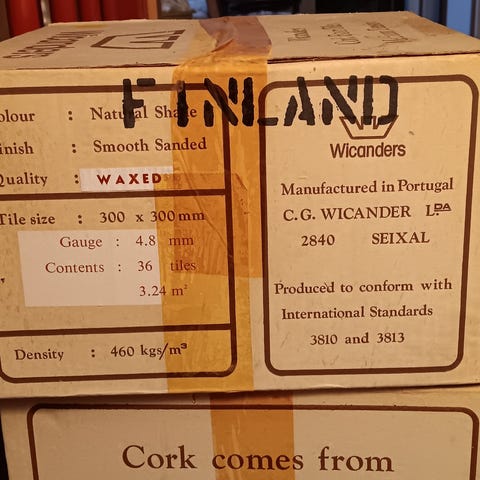 Wicanders
FINLAND
olour : Natural Shade
inish : Smooth Sanded
Quality : WAXED
Tile size : 300 x 300 mm
Gauge : 4.8 mm
Contents : 36 tiles
3.24 m²
Density : 460 kgs/m³
Wicanders
Manufactured in Portugal
C. G. WICANDER LDA
2840 SEIXAL
Produced to conform with
International Standards
3810 and 3813
Cork comes from